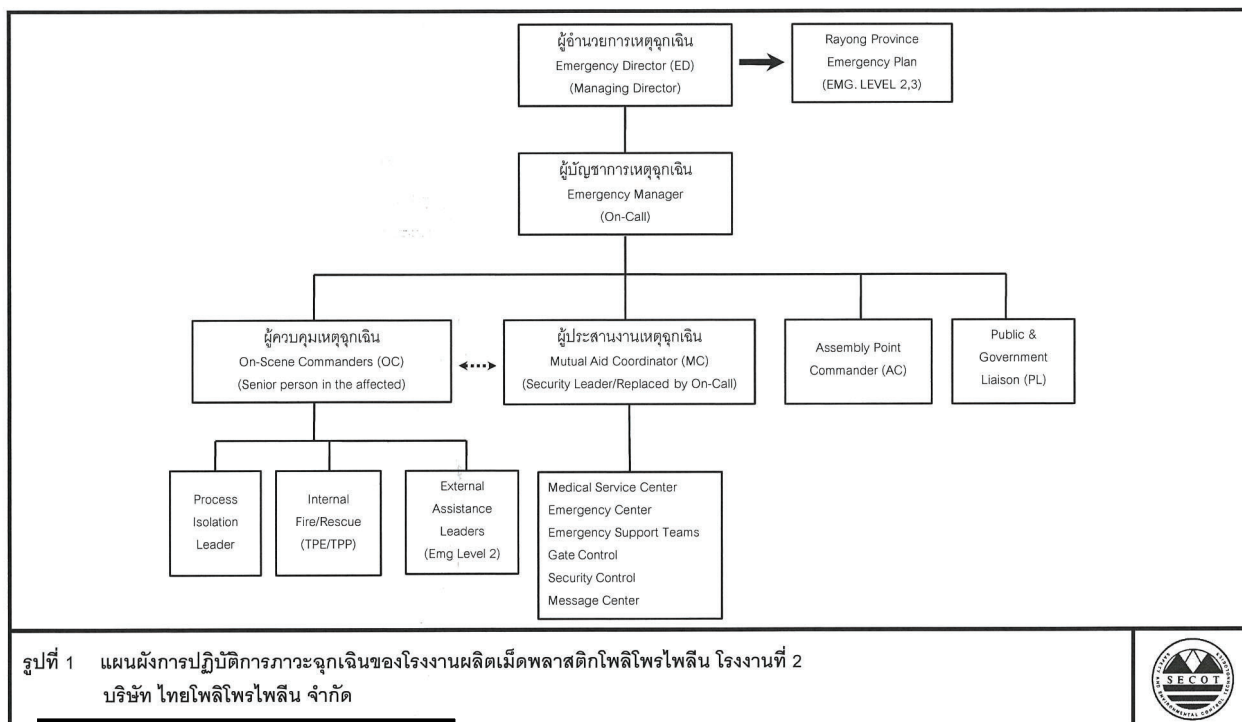 ผู้อำนวยการเหตุฉุกเฉิน
Emergency Director (ED)
(Managing Director)
Rayong Province
Emergency Plan
(EMG. LEVEL 2,3)
ผู้บัญชาการเหตุฉุกเฉิน
Emergency Manager
(On-Call)
ผู้ควบคุมเหตุฉุกเฉิน
On-Scene Commanders (OC)
(Senior person in the affected)
ผู้ประสานงานเหตุฉุกเฉิน
Mutual Aid Coordinator (MC)
(Security Leader/Replaced by On-Call)
Assembly Point
Commander (AC)
Public &
Government
Liaison (PL)
Process
Isolation
Leader
Internal
Fire/Rescue
(TPE/TPP)
External
Assistance
Leaders
(Emg Level 2)
Medical Service Center
Emergency Center
Emergency Support Teams
Gate Control
Security Control
Message Center
รูปที่ 1 แผนผังการปฏิบัติการภาวะฉุกเฉินของโรงงานผลิตเม็ดพลาสติกโพลิโพรไพลีน โรงงานที่ 2
บริษัท ไทยโพลิโพรไพลีน จำกัด
SECOT
SAFETY AND ENVIRONMENTAL CONTROL TECHNOLOGIES